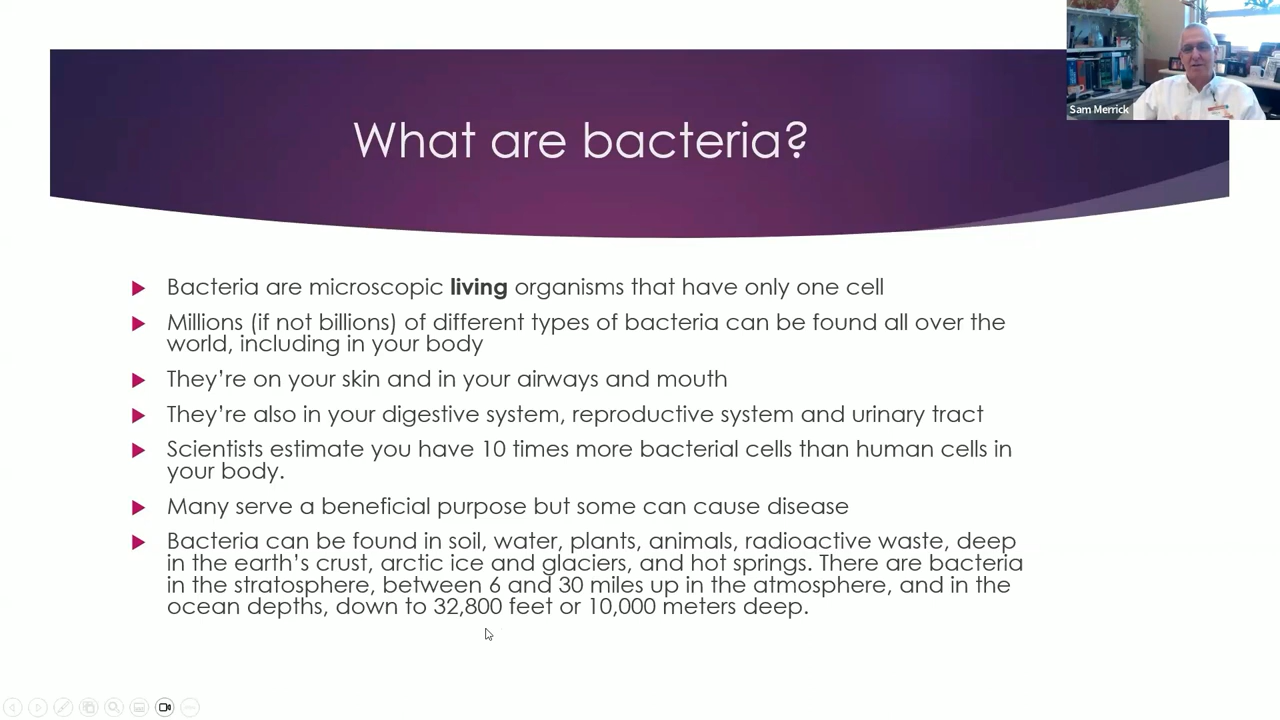 Sam Merrick
What are bacteria?
Bacteria are microscopic living organisms that have only one cell
Millions (if not billions) of different types of bacteria can be found all over the
world, including in your body
They’re on your skin and in your airways and mouth
They’re also in your digestive system, reproductive system and urinary tract
Scientists estimate you have 10 times more bacterial cells than human cells in
your body.
Many serve a beneficial purpose but some can cause disease
Bacteria can be found in soil, water, plants, animals, radioactive waste, deep
in the earth’s crust, arctic ice and glaciers, and hot springs. There are bacteria
in the stratosphere, between 6 and 30 miles up in the atmosphere, and in the
ocean depths, down to 32,800 feet or 10,000 meters deep.